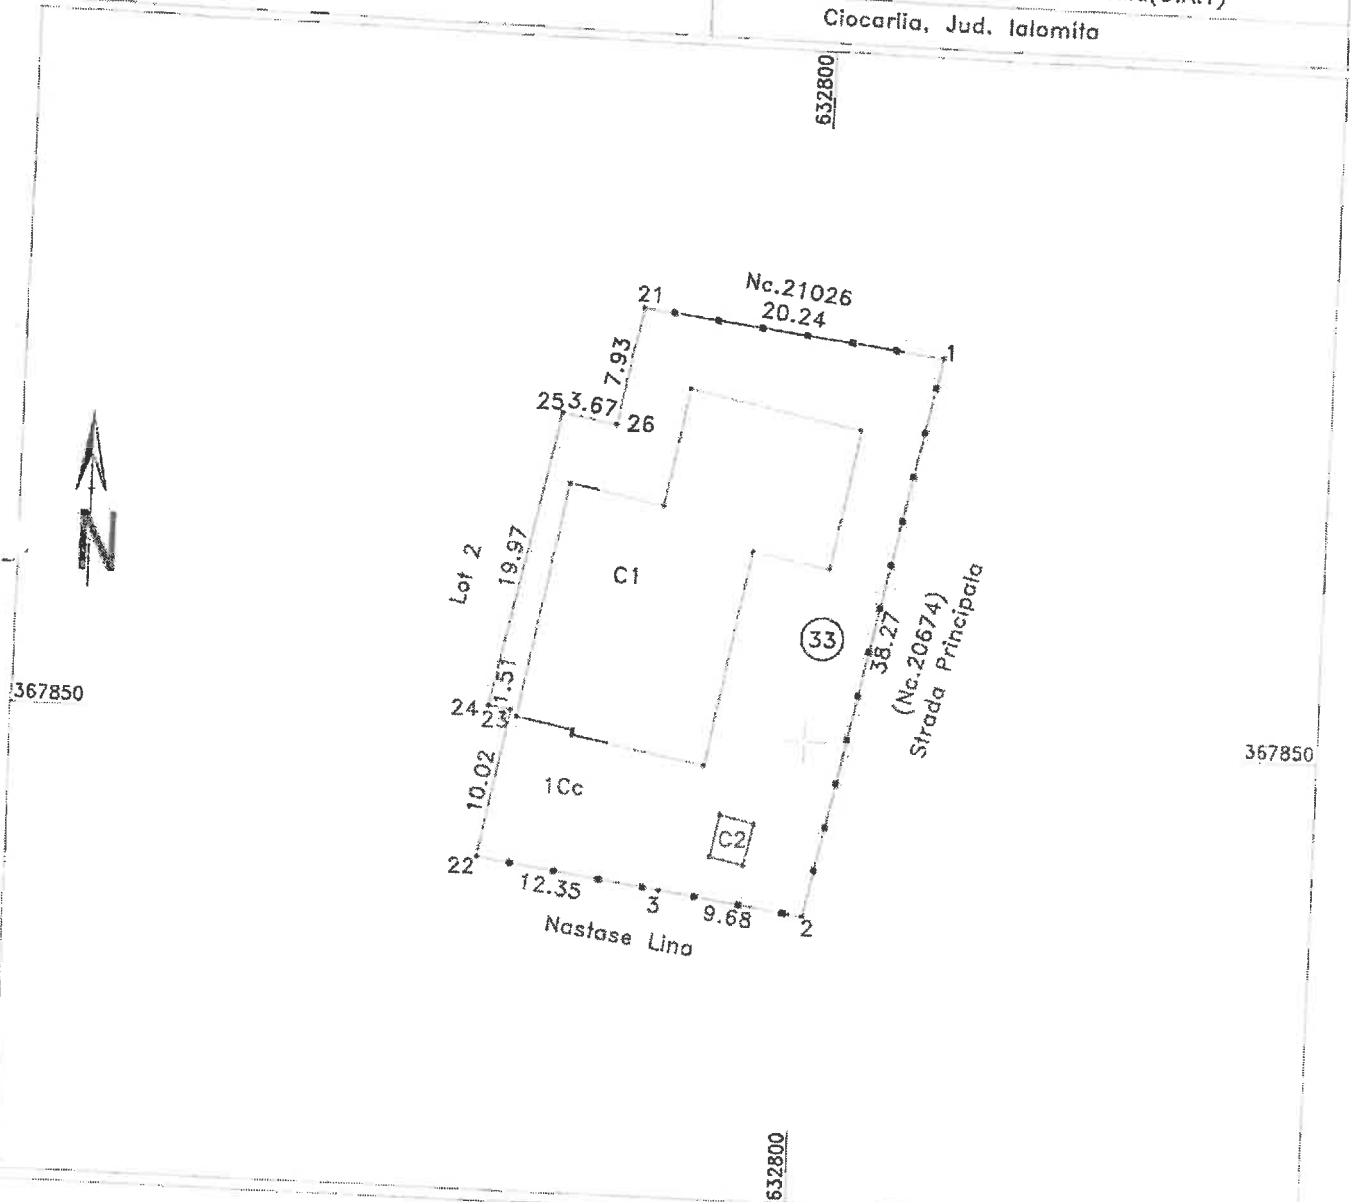 Ciocarlia, Jud. Ialomita
632800
Nc.21026
21
20.24
1
7.93
25
3.67
26
Lot 2
19.97
C1
33
38.27
(Nc.20674)
Strada Principala
367850
1.51
24
23
367850
10.02
1Cc
C2
22
12.35
3
9.68
2
Nastase Lina
N
632800